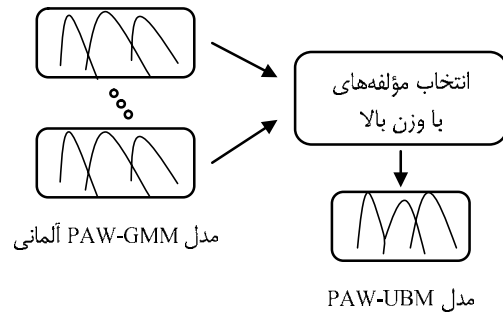 انتخاب مؤلفه‌های
با وزن بالا
مدل PAW-GMM آلمانی
مدل PAW-UBM